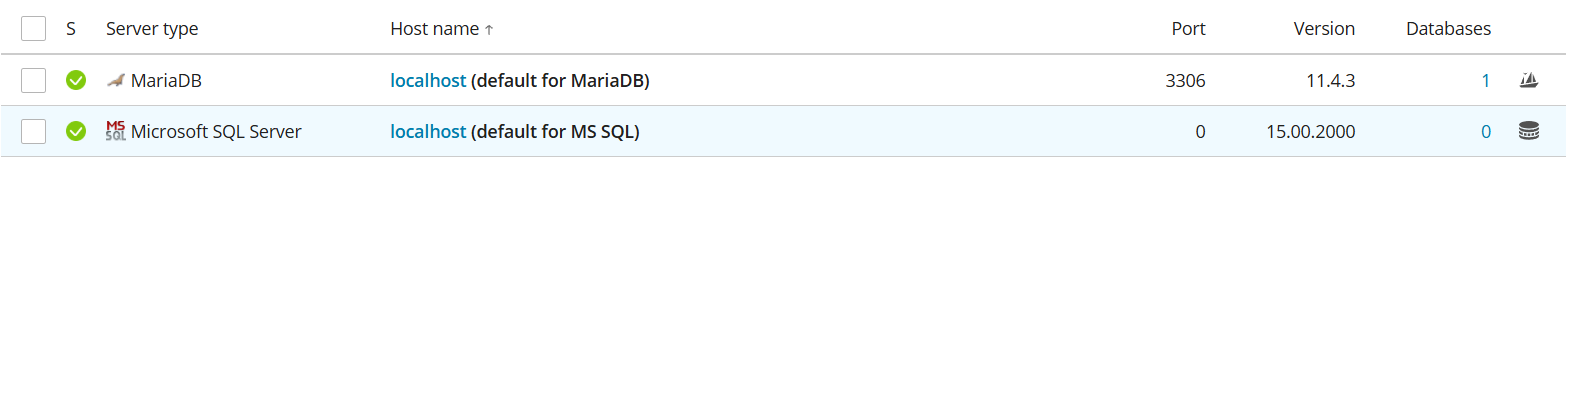 S Server type Host name ↑ Port Version Databases
MariaDB localhost (default for MariaDB) 3306 11.4.3 1
MS SQL Microsoft SQL Server localhost (default for MS SQL) 0 15.00.2000 0